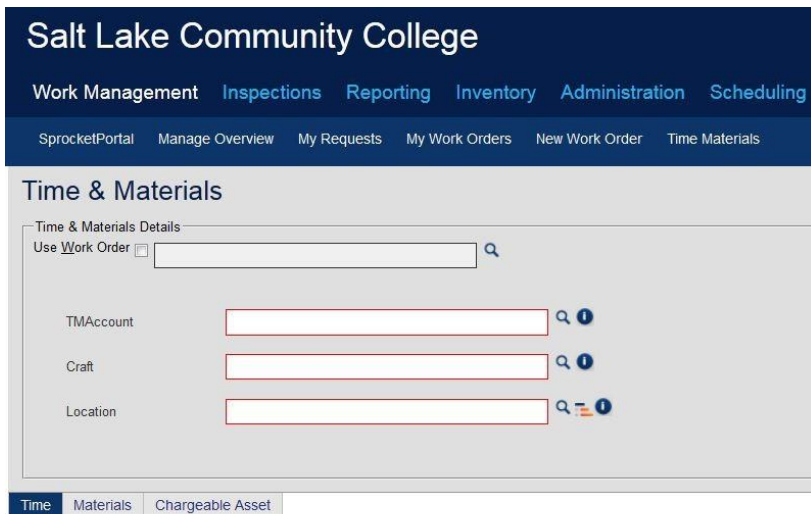 Salt Lake Community College
Work Management Inspections Reporting Inventory Administration Scheduling
SprocketPortal Manage Overview My Requests My Work Orders New Work Order Time Materials
Time & Materials
Time & Materials Details
Use Work Order
TMAccount
Craft
Location
Time Materials Chargeable Asset